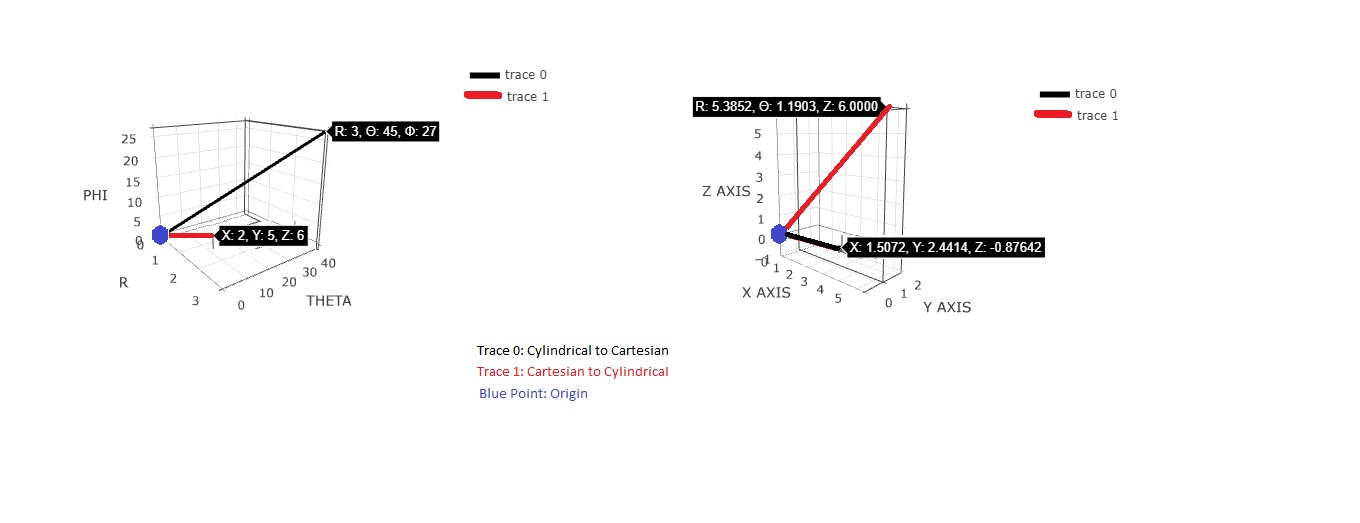 trace 0
trace 1
R: 3, Θ: 45, Φ: 27
25
20
15
10
5
0
PHI
X: 2, Y: 5, Z: 6
0
1
2
3
R
0
10
20
30
40
THETA
trace 0
trace 1
R: 5.3852, Θ: 1.1903, Z: 6.0000
5
4
3
2
1
0
−1
Z AXIS
X: 1.5072, Y: 2.4414, Z: -0.87642
0
1
2
3
4
5
X AXIS
0
1
2
Y AXIS
Trace 0: Cylindrical to Cartesian
Trace 1: Cartesian to Cylindrical
Blue Point: Origin